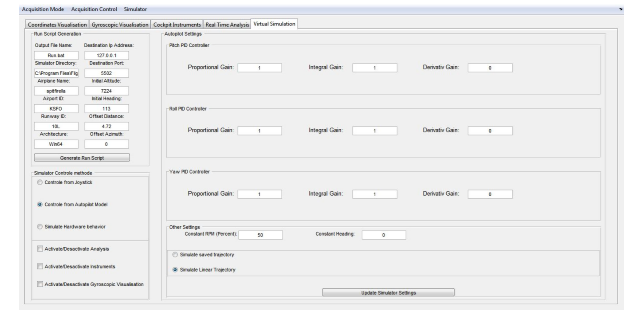 Acquisition Mode Acquisition Control Simulator
Coordinates Visualisation Gyroscopic Visualisation Cockpit Instruments Real Time Analysis Virtual Simulation
Run Script Generation
Output File Name: Destination ip Address:
Run.bat 127.0.0.1
Simulator Directory: Destination Port:
C:\Program Files\Flig 5502
Airplane Name: Initial Altitude:
spitfireIIa 7224
Airport ID: Initial Heading:
KSFO 113
Runway ID: Offset Distance:
10L 4.72
Architecture: Offset Azimuth
Win64 0
Generate Run Script
Simulator Controle methode
Controle from Joystick
Controle from Autopilot Model
Simulate Hardware behavior
Activate/Desactivate Analysis
Activate/Desactivate Instruments
Activate/Desactivate Gyroscopic Visualisation
Autopilot Settings
Pitch PID Controller
Proportional Gain: 1 Integral Gain: 1 Derivativ Gain: 0
Roll PID Controller
Proportional Gain: 1 Integral Gain: 1 Derivativ Gain: 0
Yaw PID Controller
Proportional Gain: 1 Integral Gain: 1 Derivativ Gain: 0
Other Settings
Constant RPM (Percent): 50 Constant Heading: 0
Simulate saved trajectory
Simulate Linear Trajectory
Update Simulator Settings